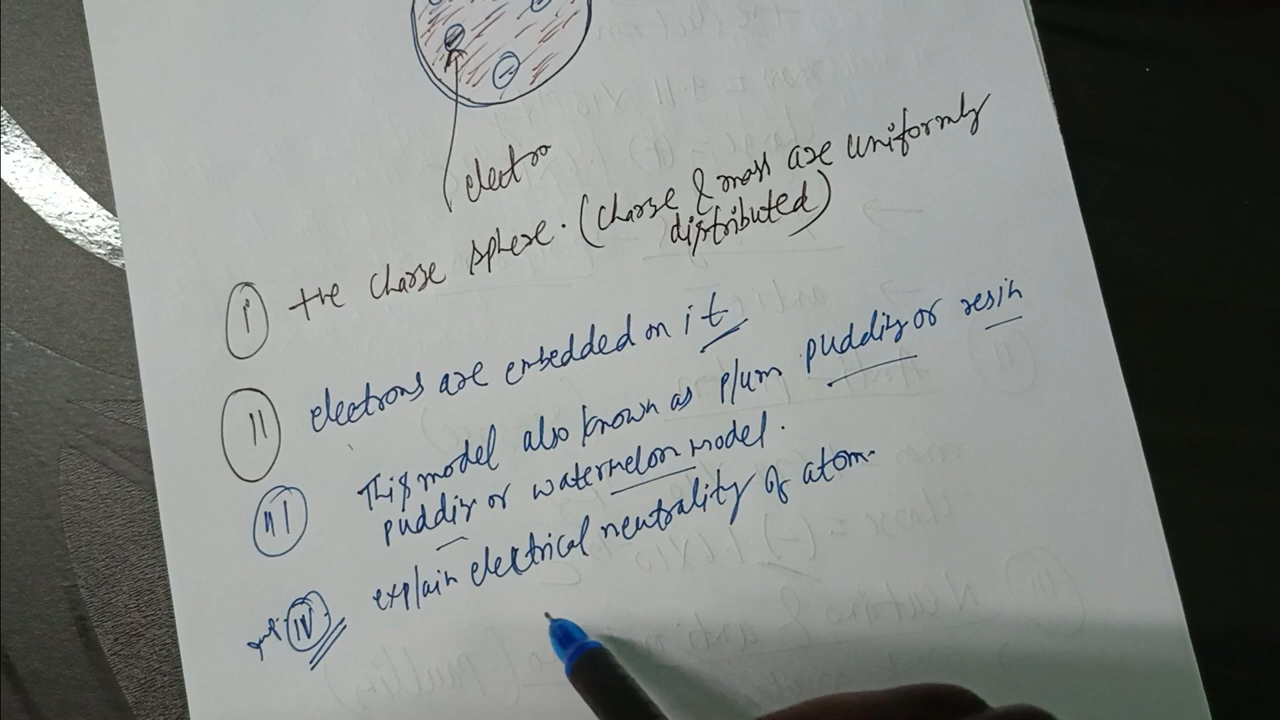 electro
i +ve charge sphere. (charge & mass are uniformly
distributed)
ii electrons are embedded on it
iii This model also known as plum pudding or resin
pudding or watermelon model.
iv explain electrical neutrality of atom.